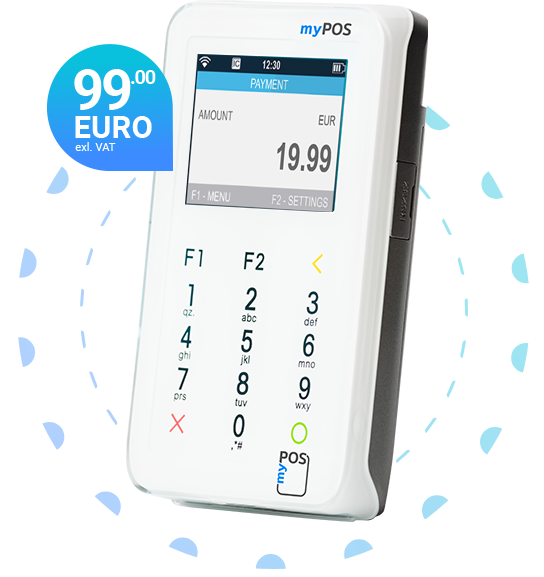 myPOS
99.00
EURO
exl. VAT
12:30
PAYMENT
AMOUNT EUR
19.99
F1 - MENU F2 - SETTINGS
F1 F2 <
1 2 3
qz. abc def
4 5 6
ghi jkl mno
7 8 9
prs tuv wxy
0
,*#
myPOS